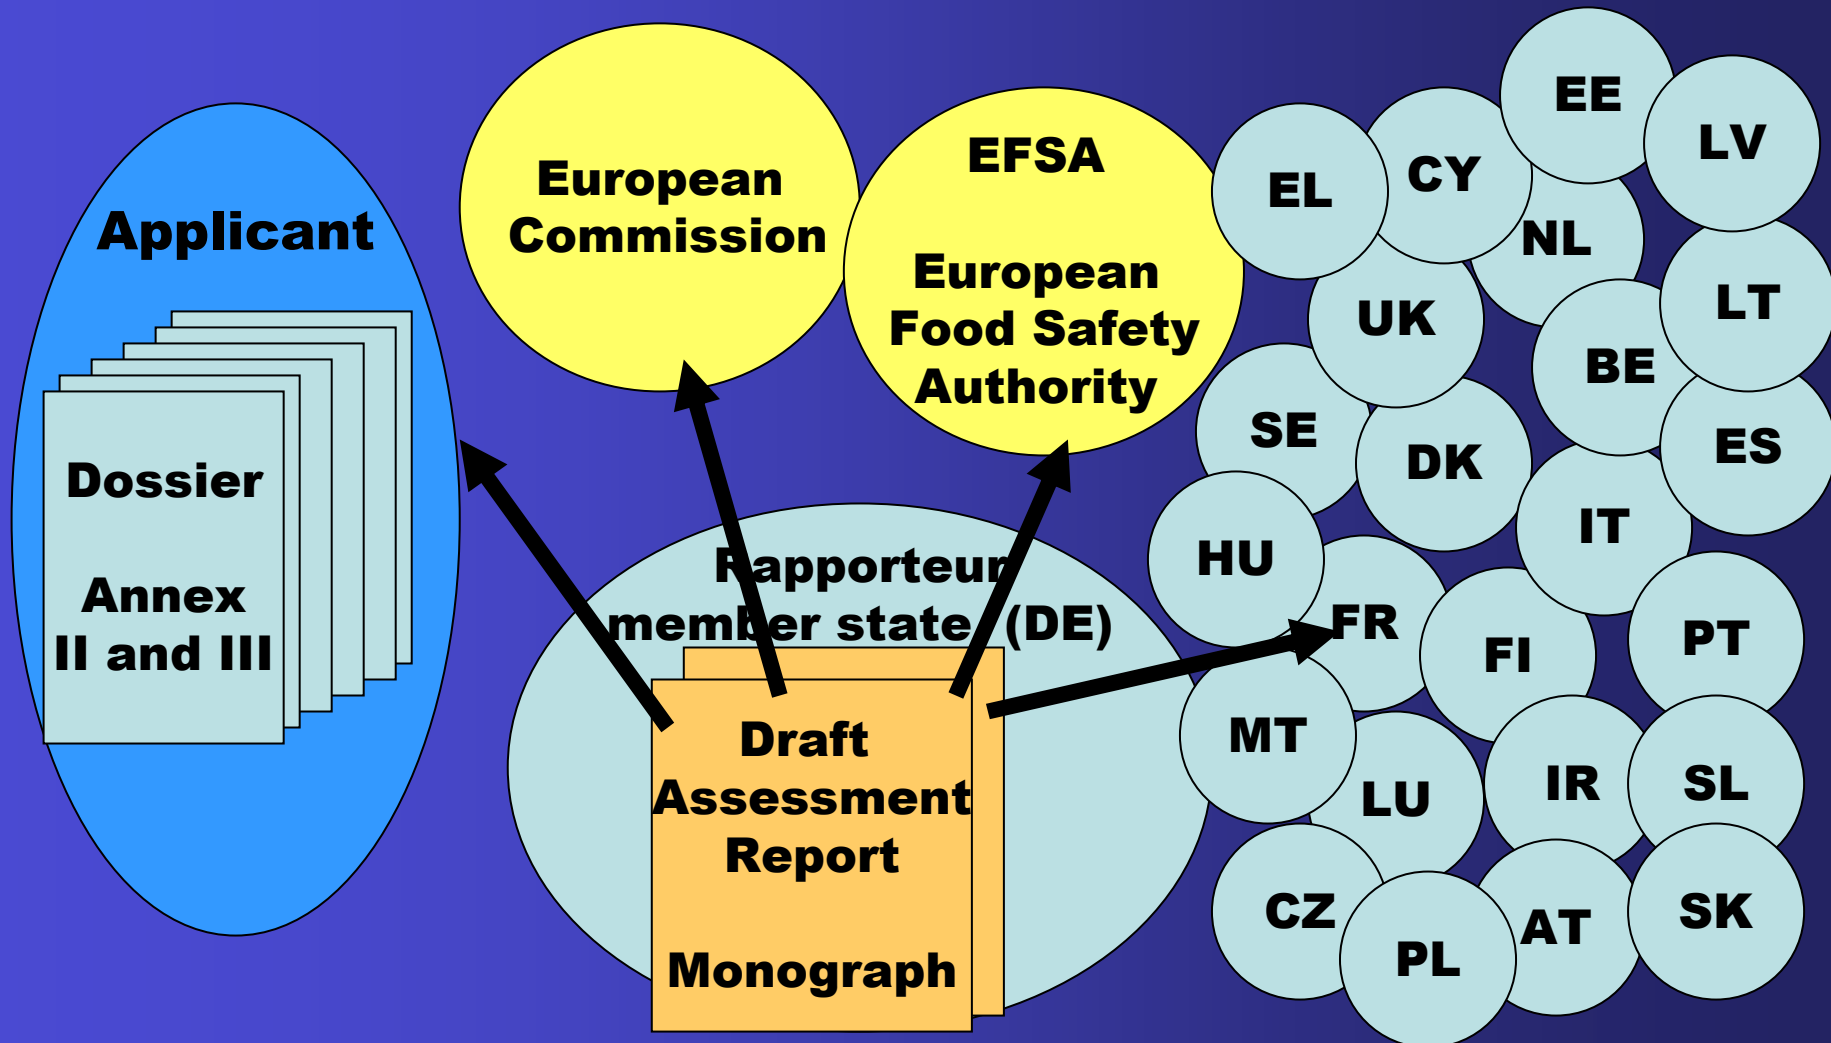 Applicant
Dossier
Annex
II and III
European
Commission
EFSA
European
Food Safety
Authority
Rapporteur
member state (DE)
Draft
Assessment
Report
Monograph
EE
LV
EL
CY
NL
LT
UK
BE
SE
DK
ES
IT
HU
FR
FI
PT
MT
LU
IR
SL
CZ
PL
AT
SK